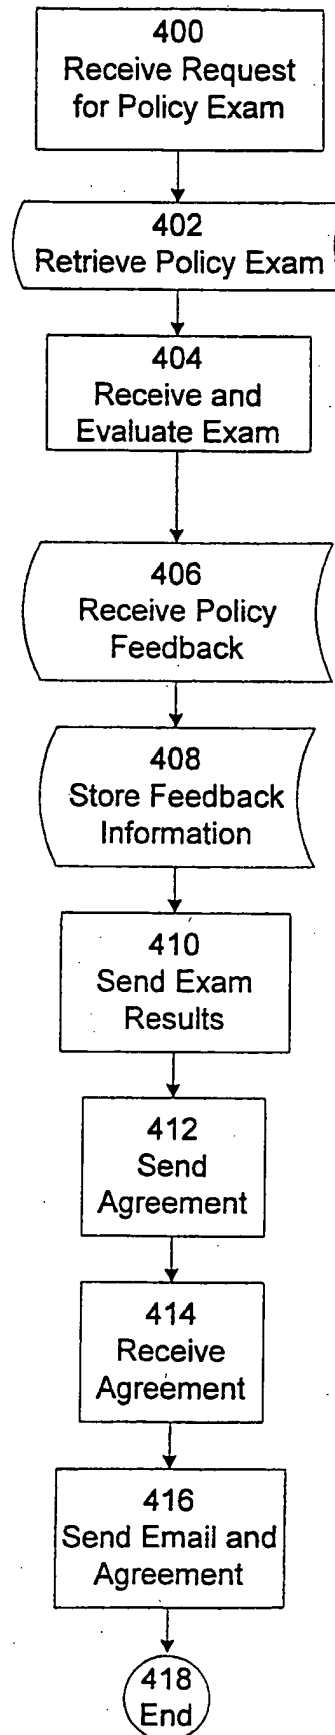 400
Receive Request
for Policy Exam
402
Retrieve Policy Exam
404
Receive and
Evaluate Exam
406
Receive Policy
Feedback
408
Store Feedback
Information
410
Send Exam
Results
412
Send
Agreement
414
Receive
Agreement
416
Send Email and
Agreement
418
End